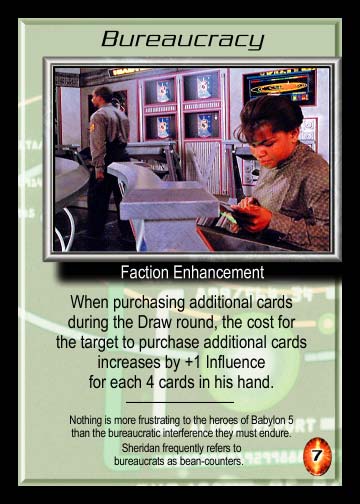 Bureaucracy
Faction Enhancement
When purchasing additional cards
during the Draw round, the cost for
the target to purchase additional cards
increases by +1 Influence
for each 4 cards in his hand.
Nothing is more frustrating to the heroes of Babylon 5
than the bureaucratic interference they must endure.
Sheridan frequently refers to
bureaucrats as bean-counters.
7